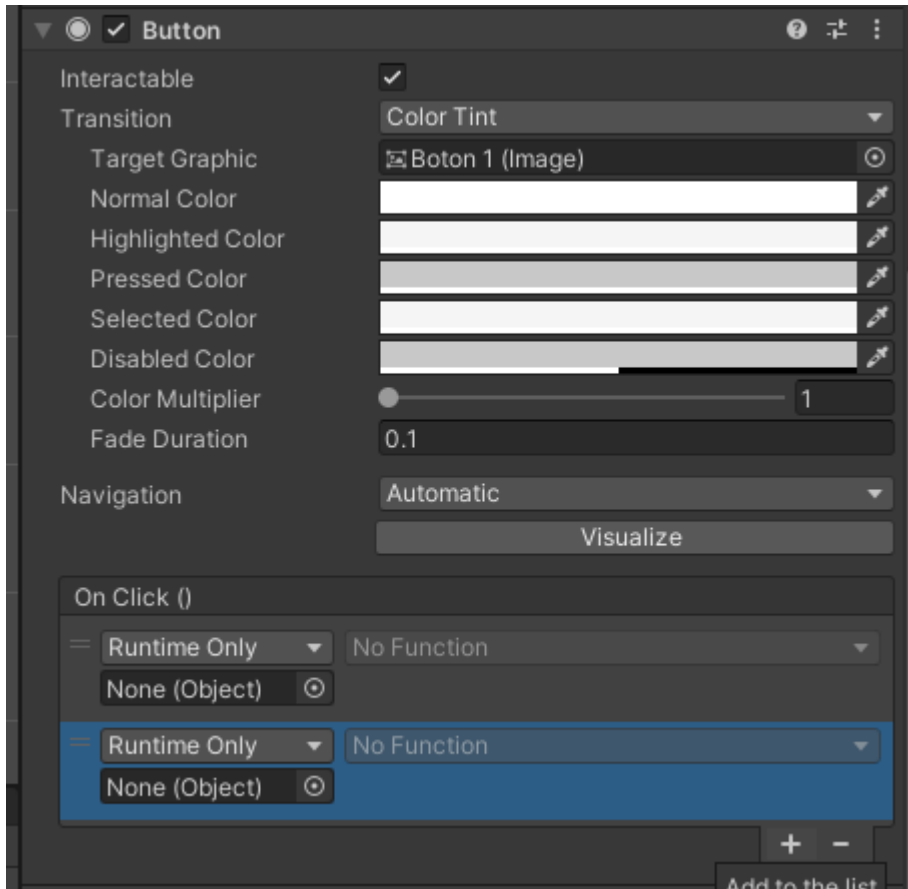 Button
Interactable
Transition Color Tint
Target Graphic Boton 1 (Image)
Normal Color
Highlighted Color
Pressed Color
Selected Color
Disabled Color
Color Multiplier 1
Fade Duration 0.1
Navigation Automatic
Visualize
On Click ()
Runtime Only No Function
None (Object)
Runtime Only No Function
None (Object)
+ −
Add to the list